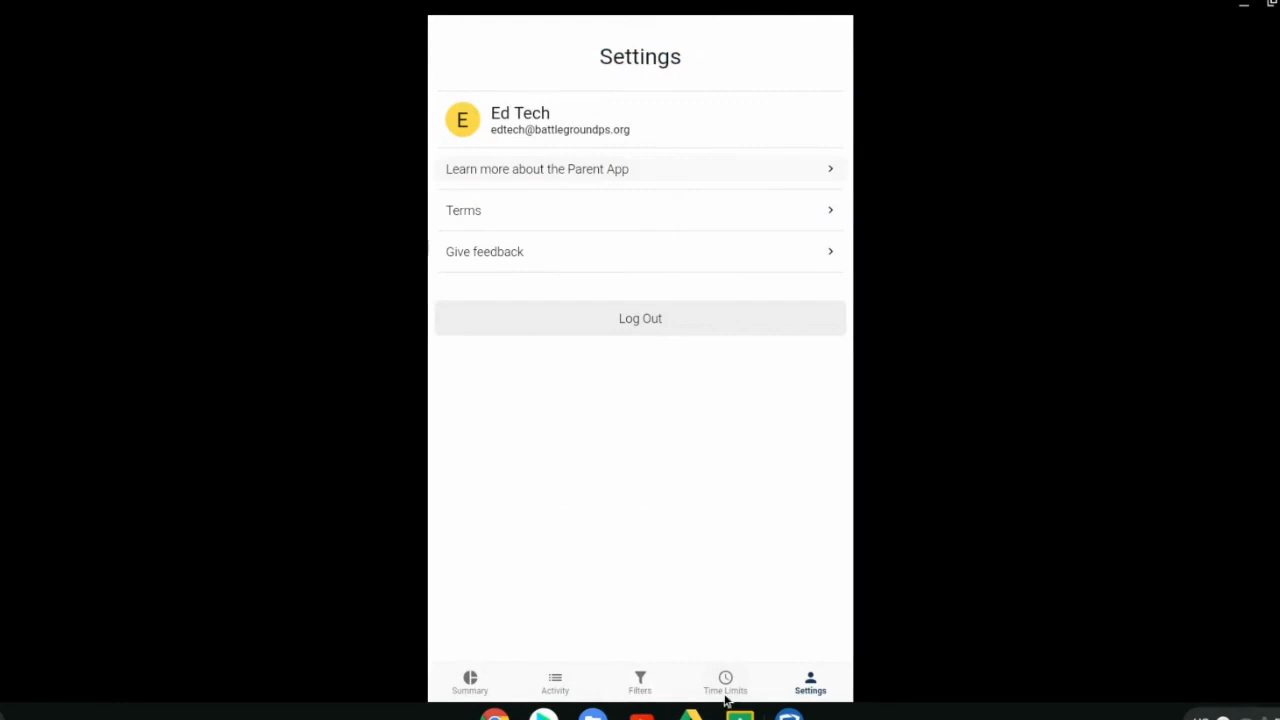 Settings
E
Ed Tech
edtech@battlegroundps.org
Learn more about the Parent App
Terms
Give feedback
Log Out
Summary
Activity
Filters
Time Limits
Settings